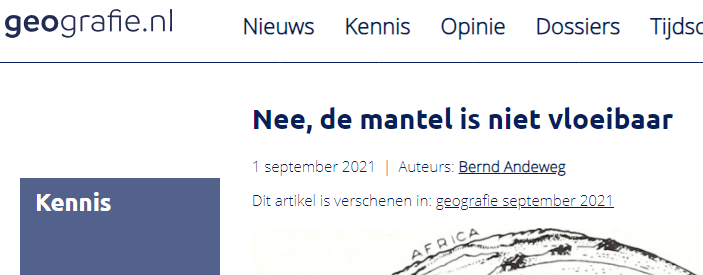 geografie.nl
Nieuws Kennis Opinie Dossiers
Nee, de mantel is niet vloeibaar
1 september 2021 | Auteurs: Bernd Andeweg
Kennis
Dit artikel is verschenen in: geografie september 2021
AFRICA